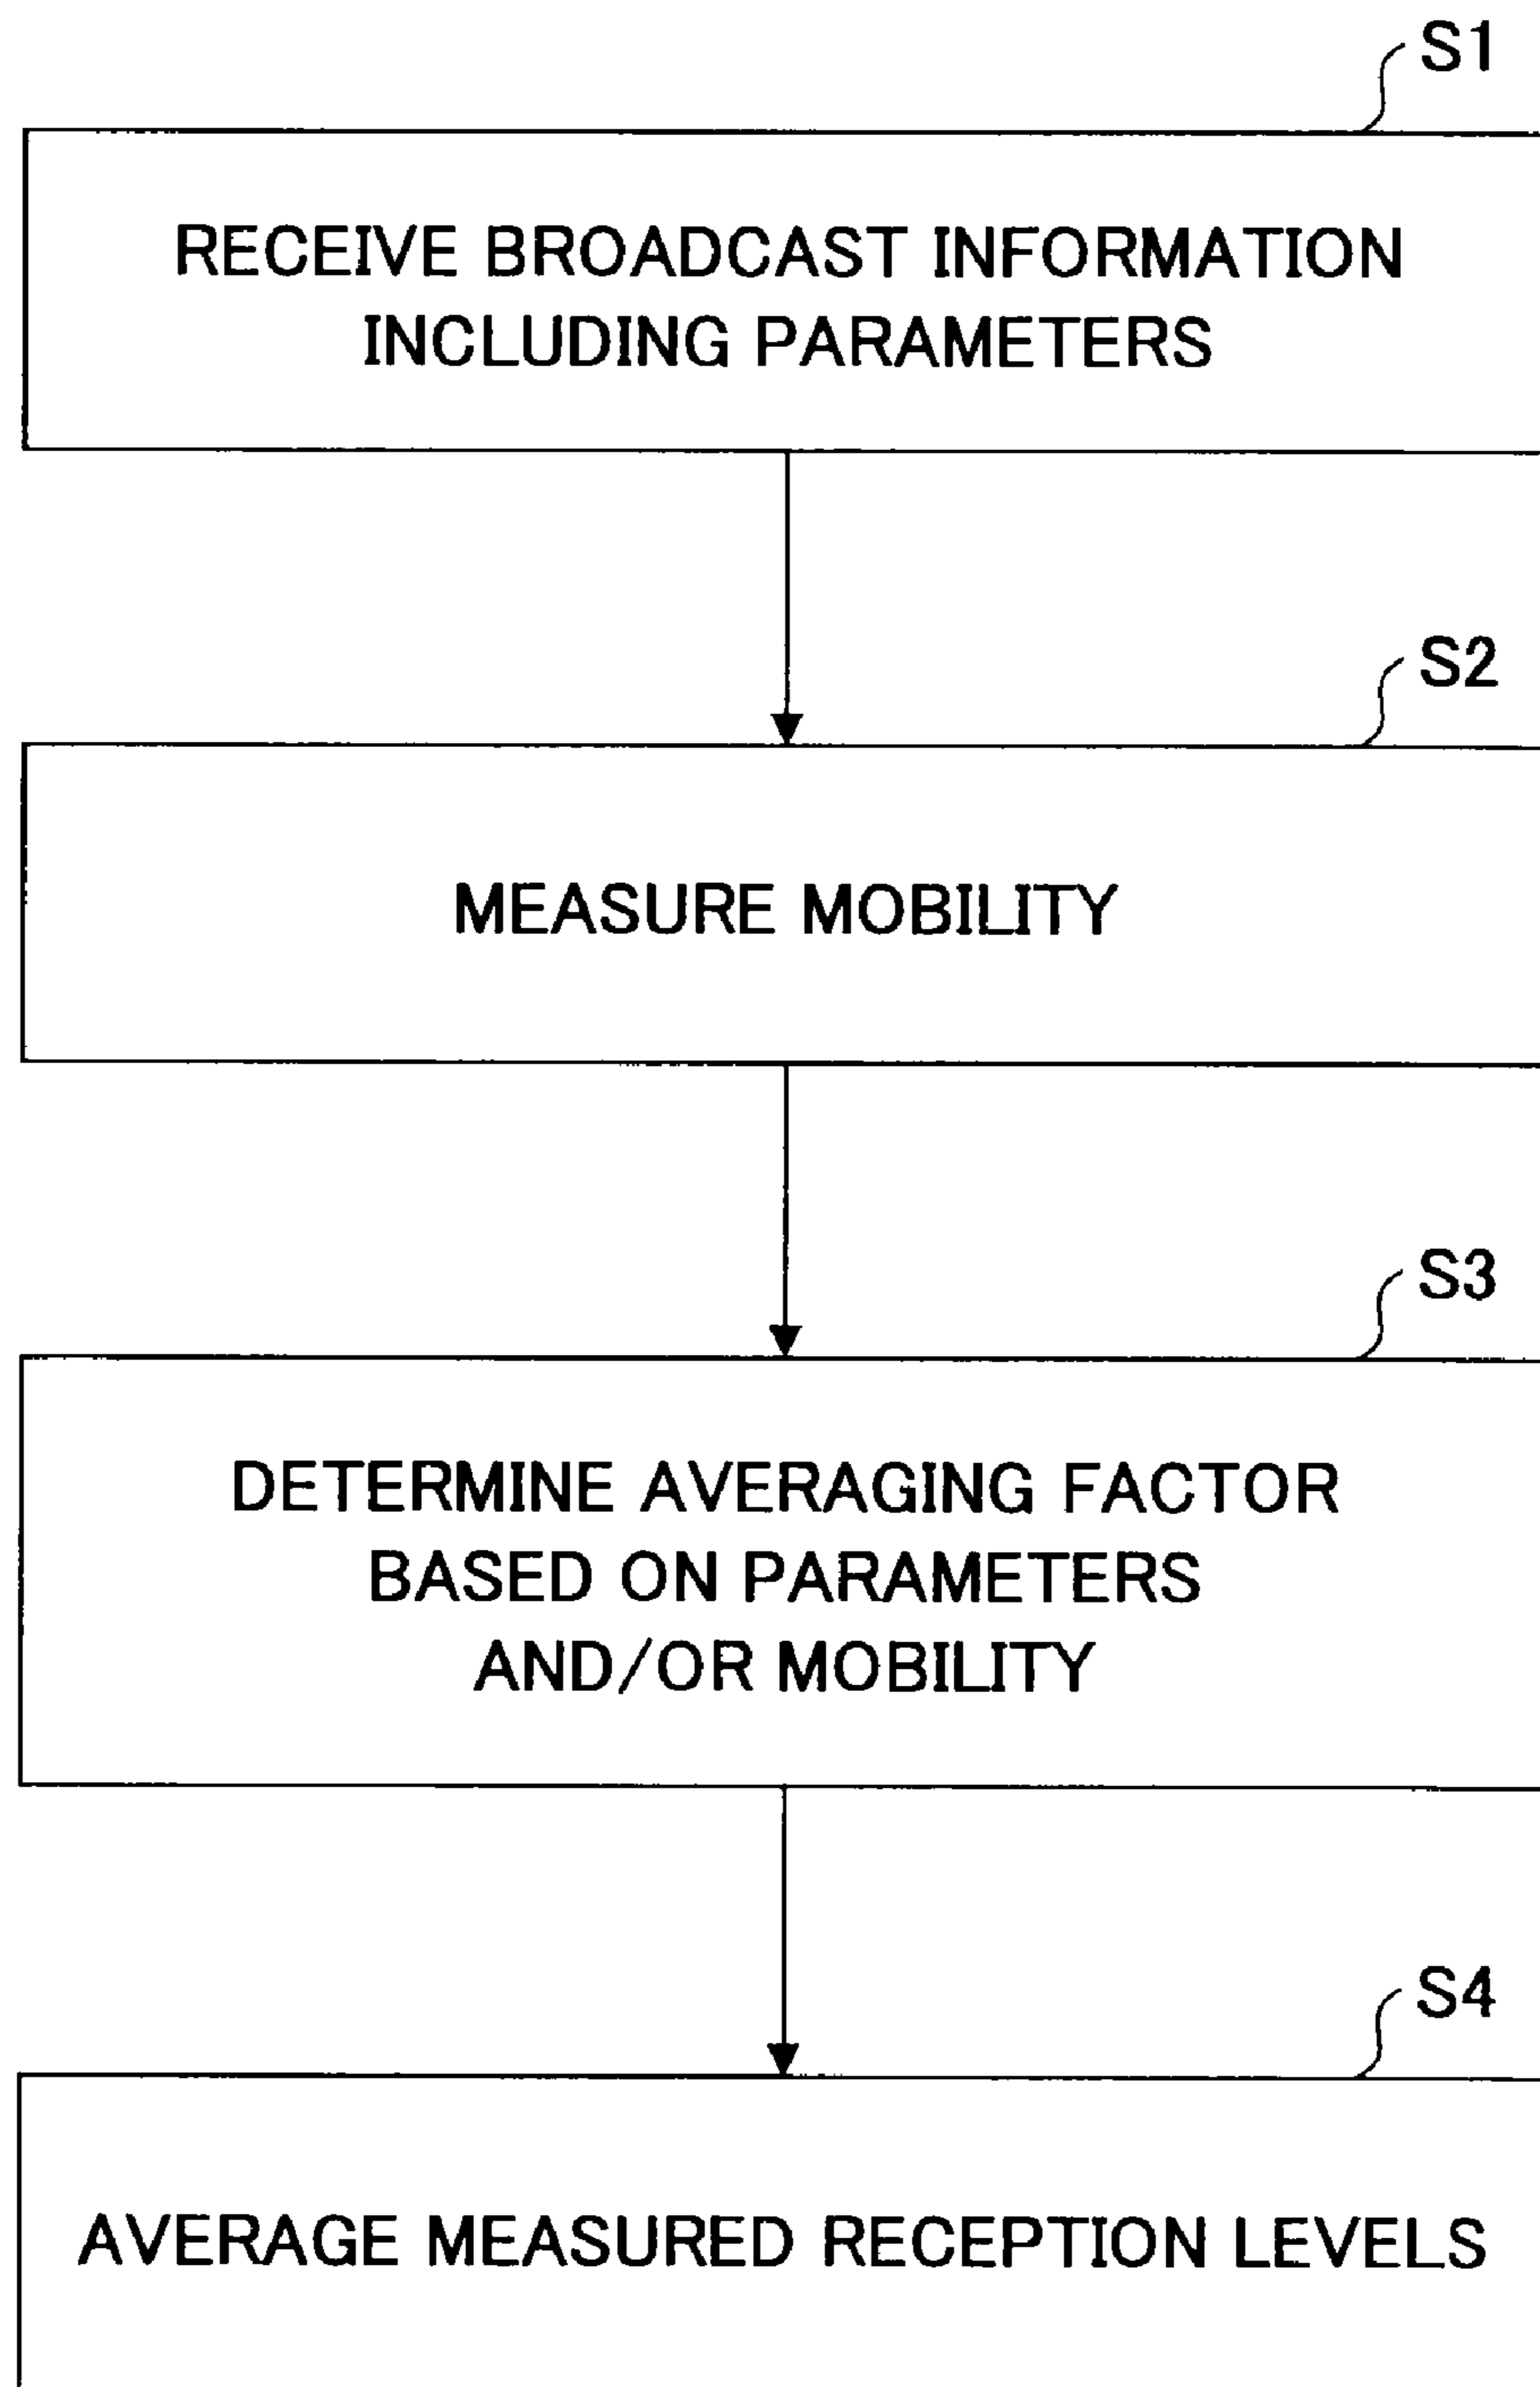 S1
RECEIVE BROADCAST INFORMATION
INCLUDING PARAMETERS
S2
MEASURE MOBILITY
S3
DETERMINE AVERAGING FACTOR
BASED ON PARAMETERS
AND/OR MOBILITY
S4
AVERAGE MEASURED RECEPTION LEVELS